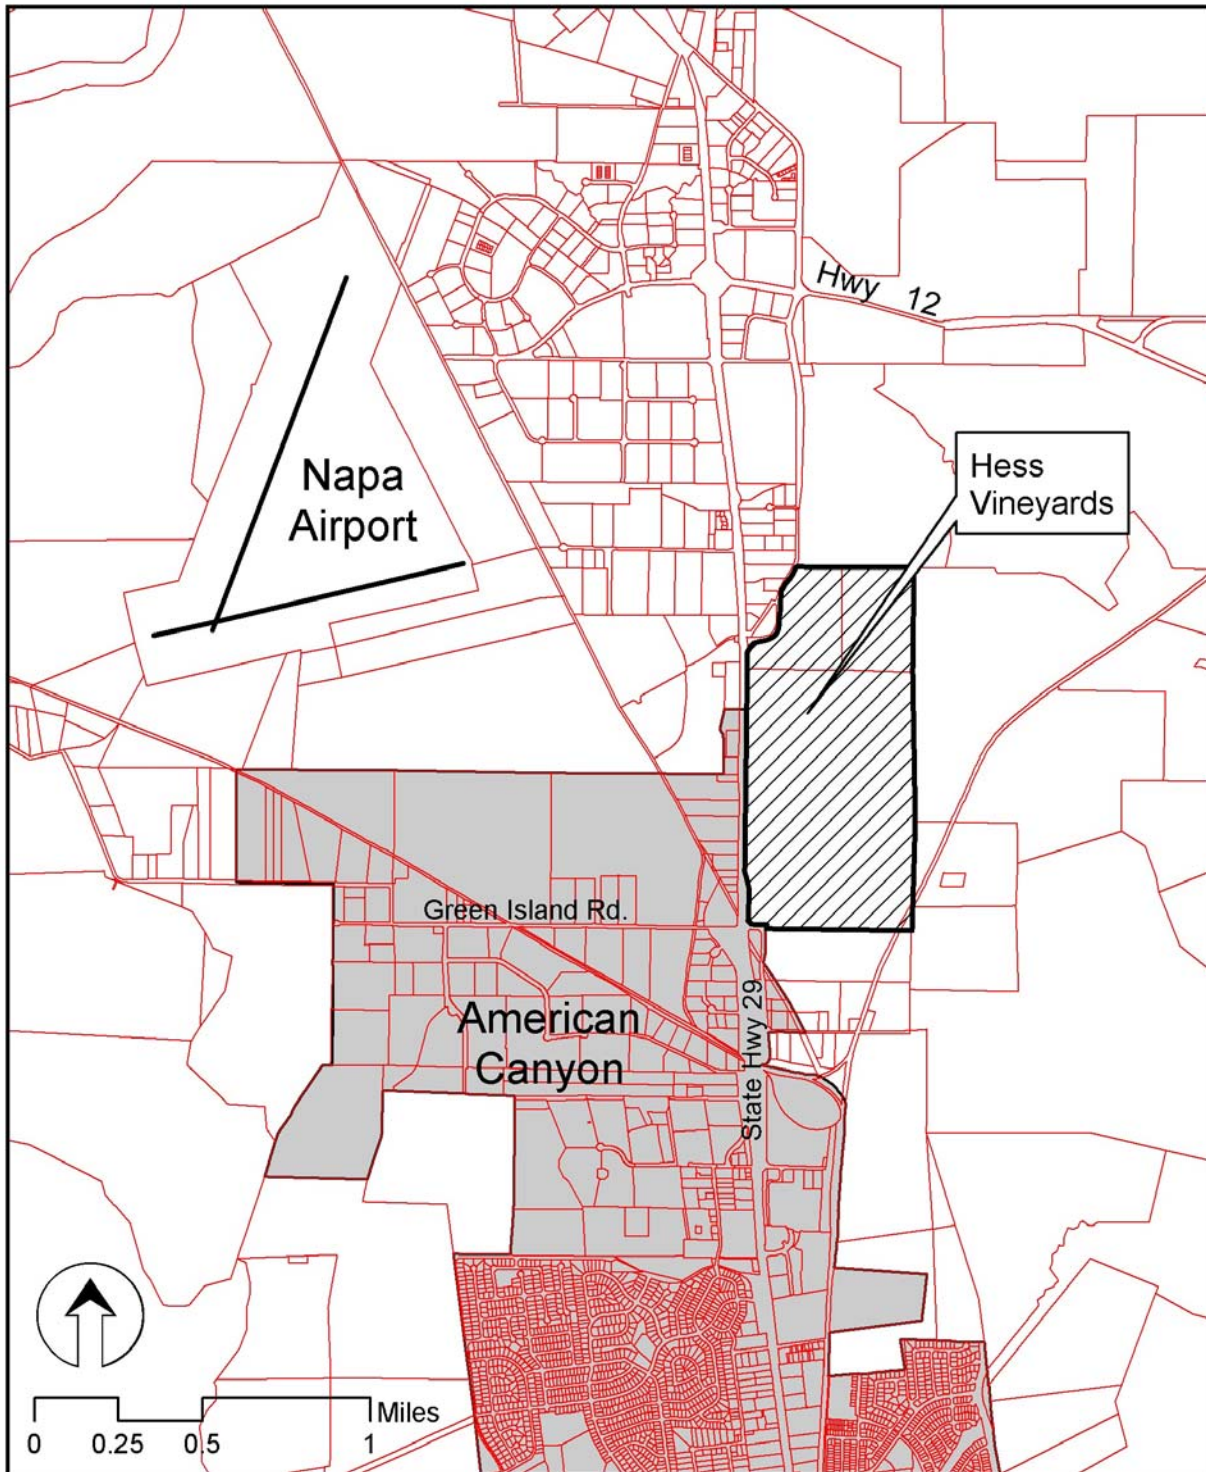 Hwy 12
Hess
Vineyards
Napa
Airport
Green Island Rd.
American
Canyon
State Hwy 29
Miles
0 0.25 0.5 1